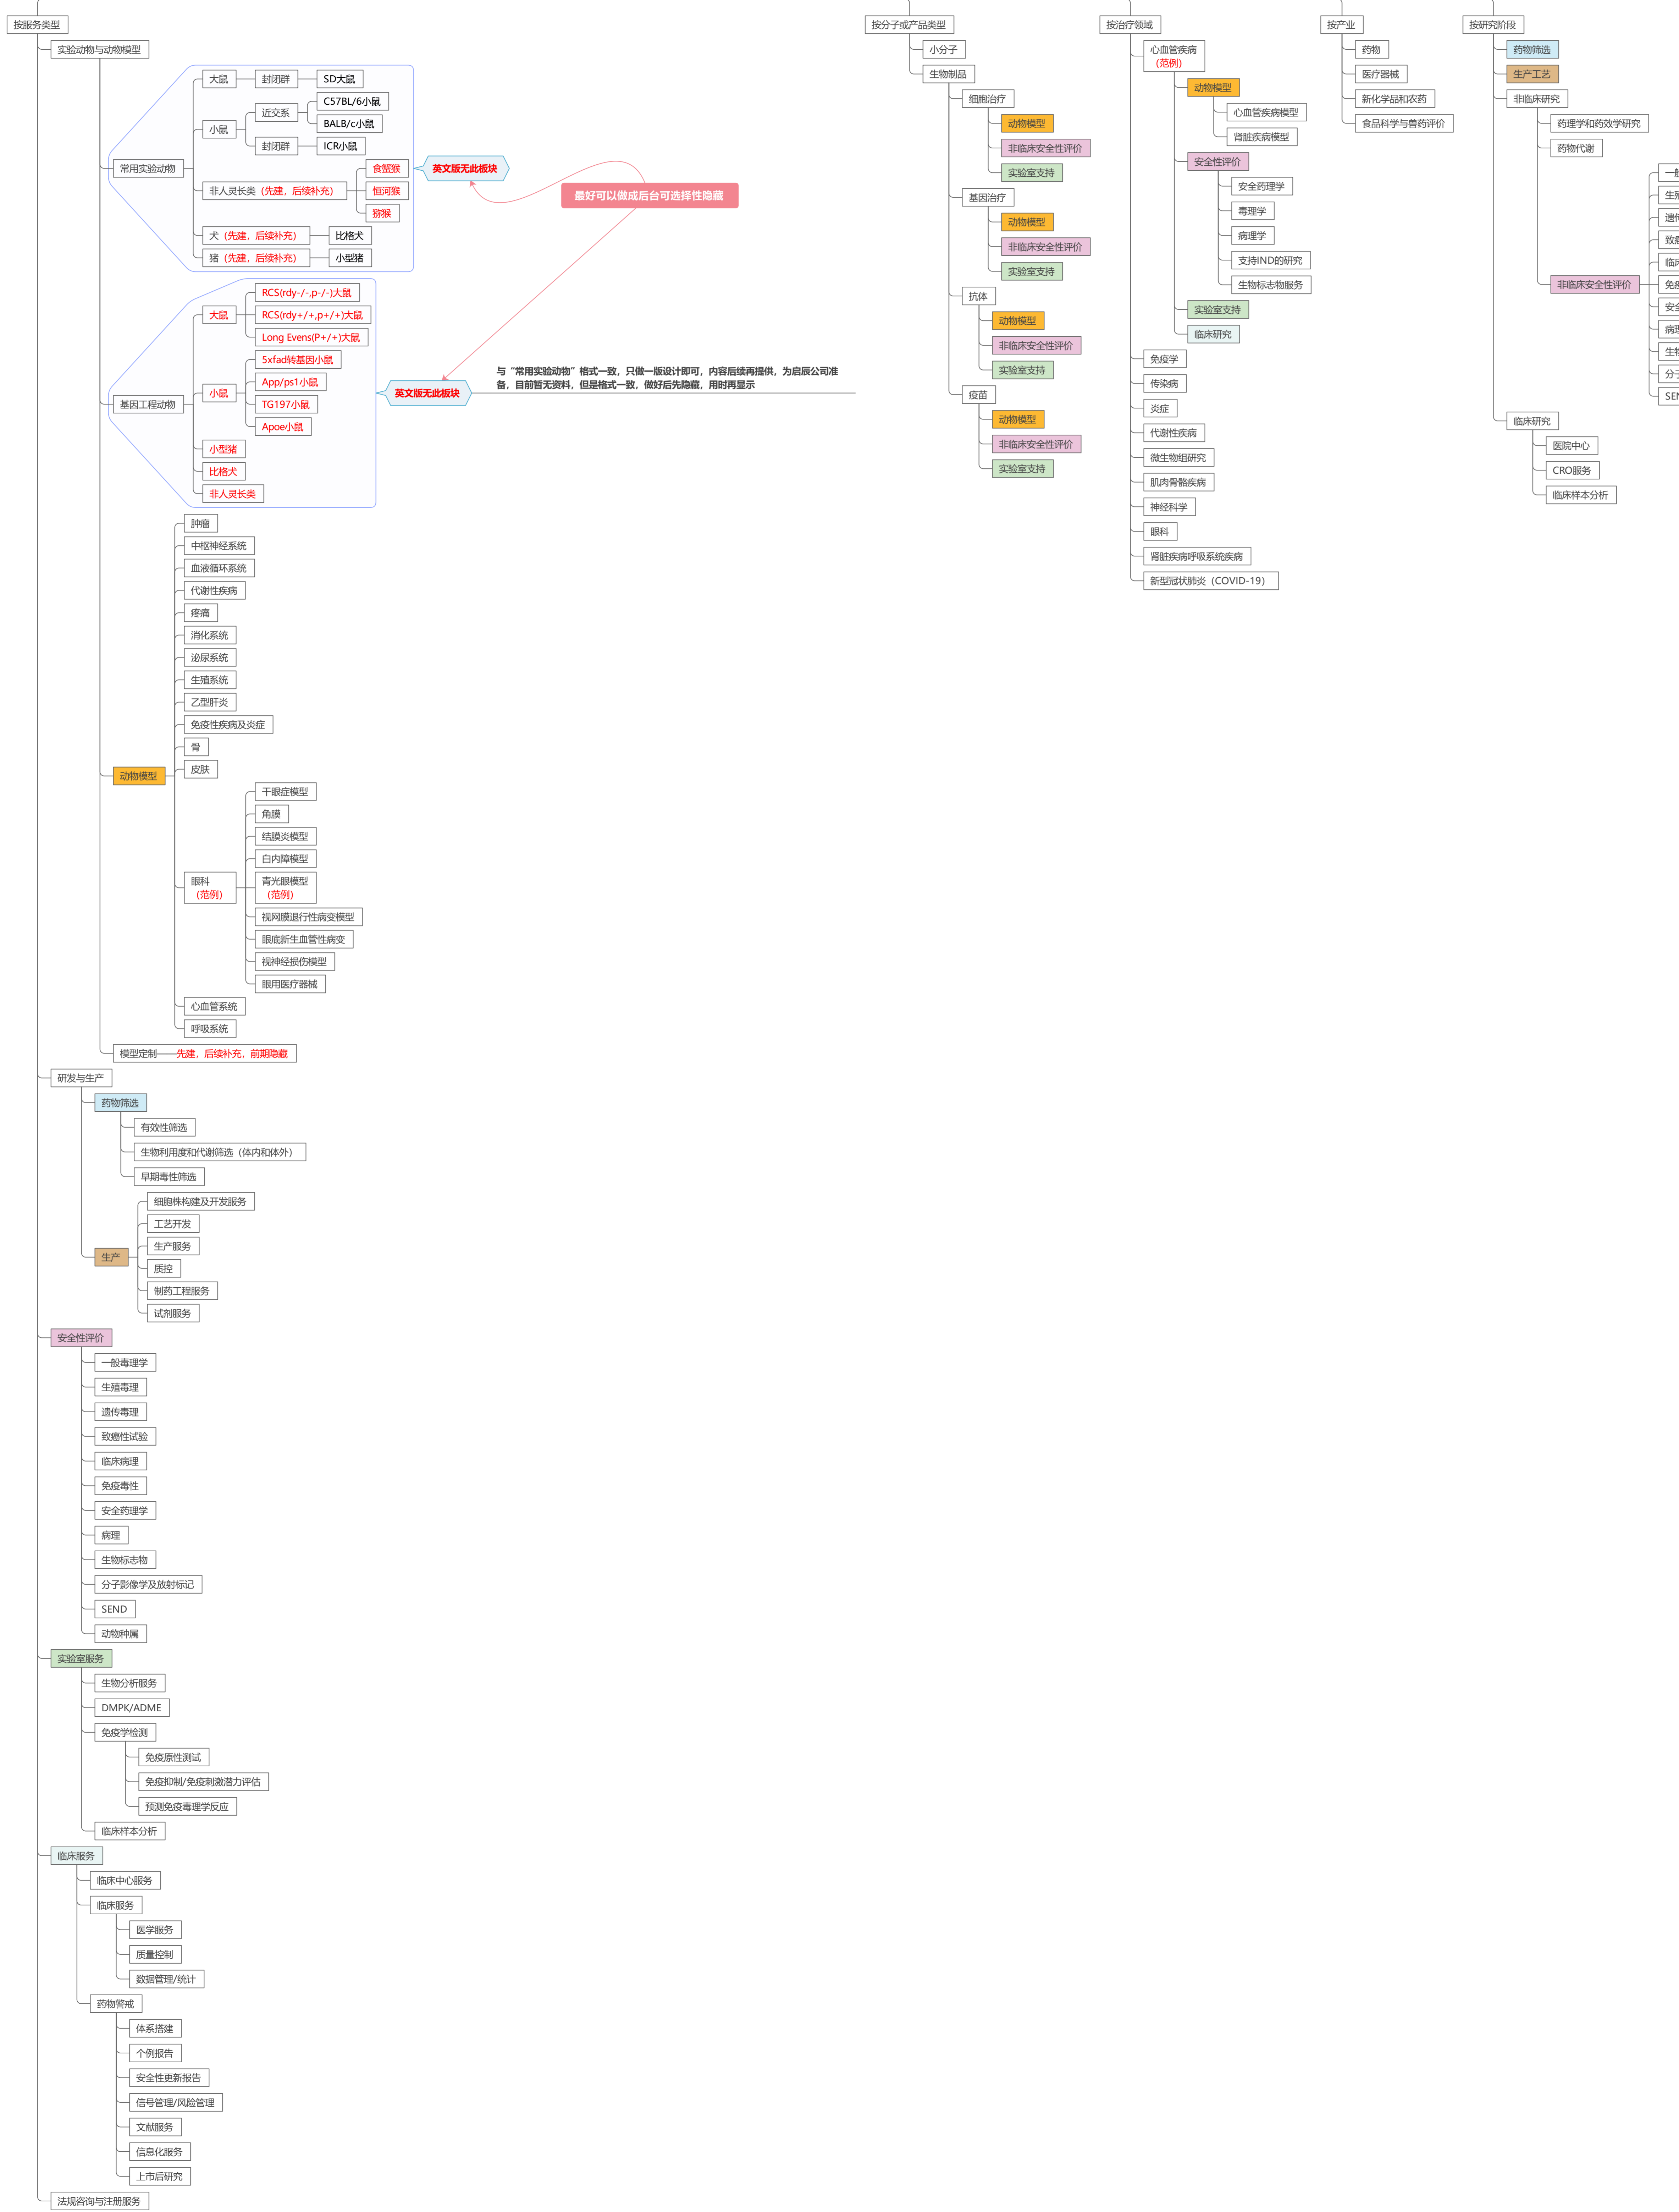 按服务类型
实验动物与动物模型
常用实验动物
大鼠
封闭群
SD大鼠
小鼠
近交系
C57BL/6小鼠
BALB/c小鼠
封闭群
ICR小鼠
非人灵长类（先建，后续补充）
食蟹猴
恒河猴
猕猴
犬（先建，后续补充）
比格犬
猪（先建，后续补充）
小型猪
英文版无此板块
最好可以做成后台可选择性隐藏
基因工程动物
大鼠
RCS(rdy-/-,p-/-)大鼠
RCS(rdy+/+,p+/+)大鼠
Long Evens(P+/+)大鼠
小鼠
5xfad转基因小鼠
App/ps1小鼠
TG197小鼠
Apoe小鼠
小型猪
比格犬
非人灵长类
英文版无此板块
与“常用实验动物”格式一致，只做一版设计即可，内容后续再提供，为启辰公司准
备，目前暂无资料，但是格式一致，做好后先隐藏，用时再显示
动物模型
肿瘤
中枢神经系统
血液循环系统
代谢性疾病
疼痛
消化系统
泌尿系统
生殖系统
乙型肝炎
免疫性疾病及炎症
骨
皮肤
眼科
（范例）
干眼症模型
角膜
结膜炎模型
白内障模型
青光眼模型
（范例）
视网膜退行性病变模型
眼底新生血管性病变
视神经损伤模型
眼用医疗器械
心血管系统
呼吸系统
模型定制——先建，后续补充，前期隐藏
研发与生产
药物筛选
有效性筛选
生物利用度和代谢筛选（体内和体外）
早期毒性筛选
生产
细胞株构建及开发服务
工艺开发
生产服务
质控
制药工程服务
试剂服务
安全性评价
一般毒理学
生殖毒理
遗传毒理
致癌性试验
临床病理
免疫毒性
安全药理学
病理
生物标志物
分子影像学及放射标记
SEND
动物种属
实验室服务
生物分析服务
DMPK/ADME
免疫学检测
免疫原性测试
免疫抑制/免疫刺激潜力评估
预测免疫毒理学反应
临床样本分析
临床服务
临床中心服务
临床服务
医学服务
质量控制
数据管理/统计
药物警戒
体系搭建
个例报告
安全性更新报告
信号管理/风险管理
文献服务
信息化服务
上市后研究
法规咨询与注册服务
按分子或产品类型
小分子
生物制品
细胞治疗
动物模型
非临床安全性评价
实验室支持
基因治疗
动物模型
非临床安全性评价
实验室支持
抗体
动物模型
非临床安全性评价
实验室支持
疫苗
动物模型
非临床安全性评价
实验室支持
按治疗领域
心血管疾病
（范例）
动物模型
心血管疾病模型
肾脏疾病模型
安全性评价
安全药理学
毒理学
病理学
支持IND的研究
生物标志物服务
实验室支持
临床研究
免疫学
传染病
炎症
代谢性疾病
微生物组研究
肌肉骨骼疾病
神经科学
眼科
肾脏疾病呼吸系统疾病
新型冠状肺炎（COVID-19）
按产业
药物
医疗器械
新化学品和农药
食品科学与兽药评价
按研究阶段
药物筛选
生产工艺
非临床研究
药理学和药效学研究
药物代谢
非临床安全性评价
临床研究
医院中心
CRO服务
临床样本分析